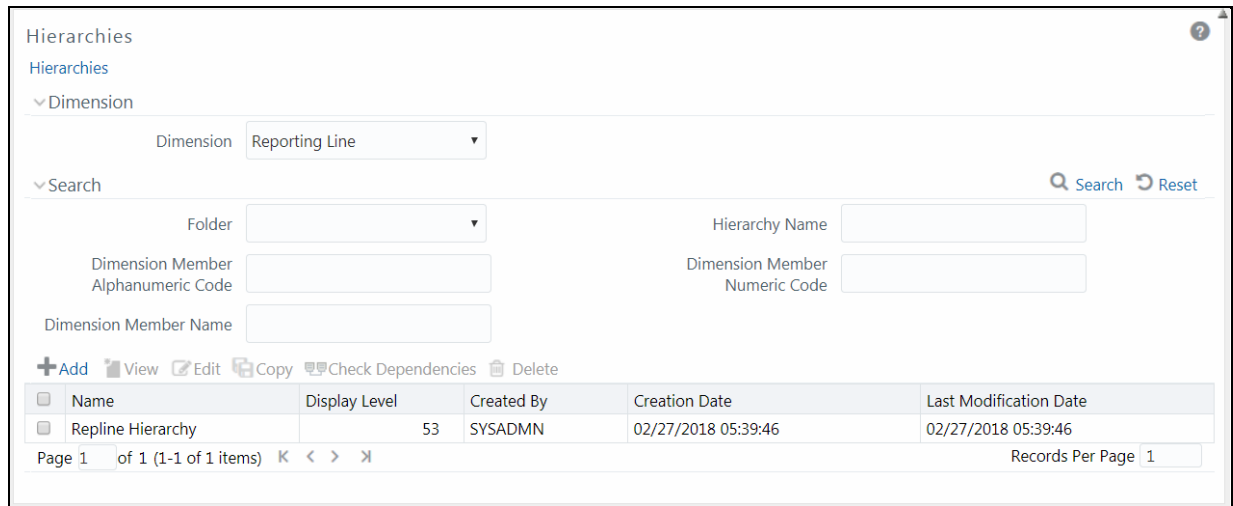 Hierarchies
Hierarchies
Dimension
Dimension Reporting Line
Search Search Reset
Folder Hierarchy Name
Dimension Member Alphanumeric Code Dimension Member Numeric Code
Dimension Member Name
Add View Edit Copy Check Dependencies Delete
Name Display Level Created By Creation Date Last Modification Date
Repline Hierarchy 53 SYSADMN 02/27/2018 05:39:46 02/27/2018 05:39:46
Page 1 of 1 (1-1 of 1 items) Records Per Page 1